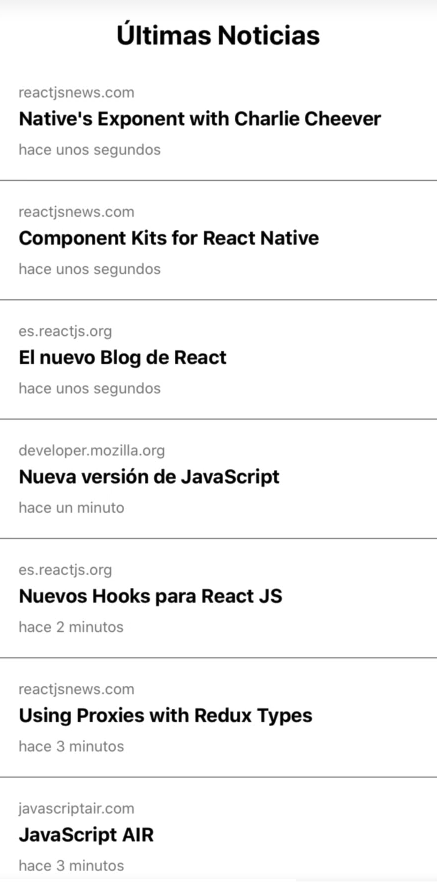 Últimas Noticias
reactjsnews.com
Native's Exponent with Charlie Cheever
hace unos segundos
reactjsnews.com
Component Kits for React Native
hace unos segundos
es.reactjs.org
El nuevo Blog de React
hace unos segundos
developer.mozilla.org
Nueva versión de JavaScript
hace un minuto
es.reactjs.org
Nuevos Hooks para React JS
hace 2 minutos
reactjsnews.com
Using Proxies with Redux Types
hace 3 minutos
javascriptair.com
JavaScript AIR
hace 3 minutos